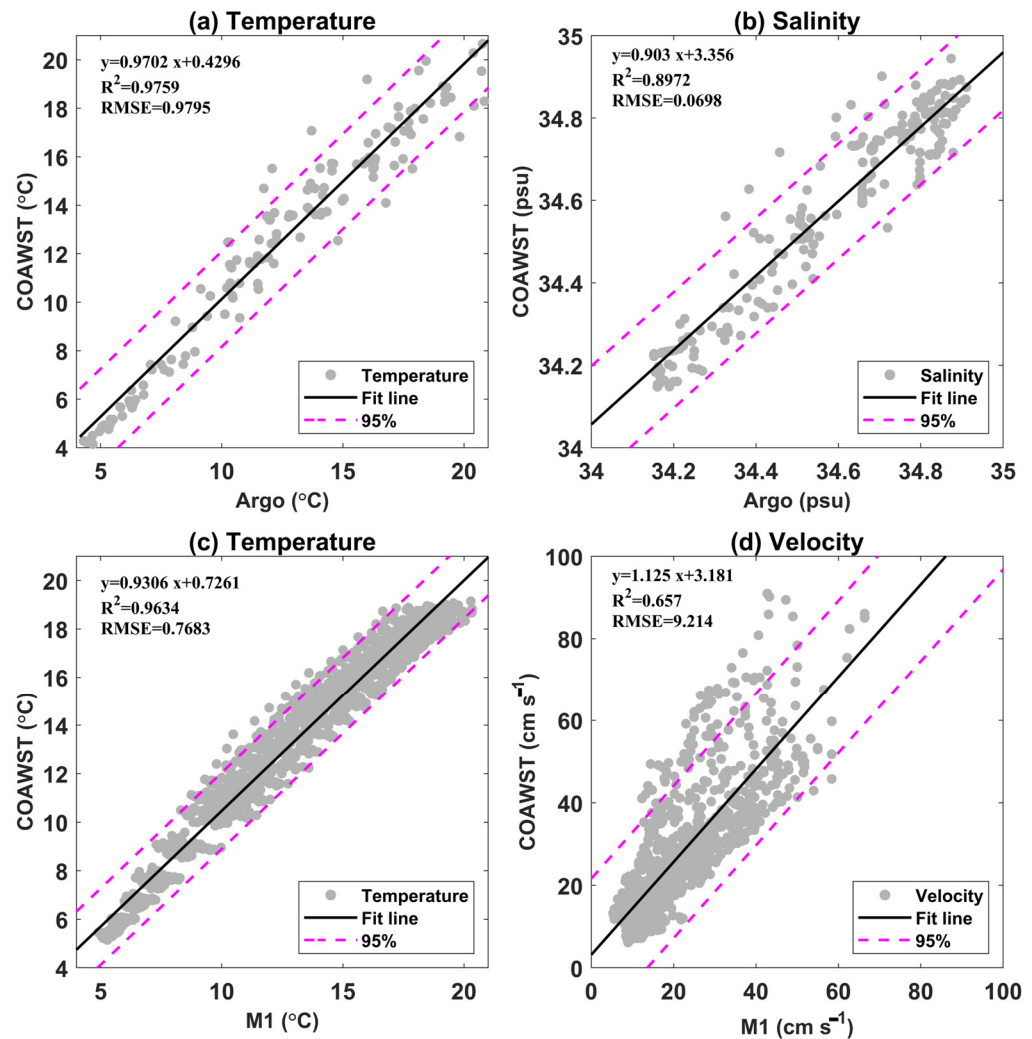 (a) Temperature
y=0.9702 x+0.4296
R²=0.9759
RMSE=0.9795
COAWST (°C)
20
18
16
14
12
10
8
6
4
5
10
15
20
Argo (°C)
Temperature
Fit line
95%
(b) Salinity
y=0.903 x+3.356
R²=0.8972
RMSE=0.0698
COAWST (psu)
35
34.8
34.6
34.4
34.2
34
34
34.2
34.4
34.6
34.8
35
Argo (psu)
Salinity
Fit line
95%
(c) Temperature
y=0.9306 x+0.7261
R²=0.9634
RMSE=0.7683
COAWST (°C)
20
18
16
14
12
10
8
6
4
5
10
15
20
M1 (°C)
Temperature
Fit line
95%
(d) Velocity
y=1.125 x+3.181
R²=0.657
RMSE=9.214
COAWST (cm s⁻¹)
100
80
60
40
20
0
0
20
40
60
80
100
M1 (cm s⁻¹)
Velocity
Fit line
95%